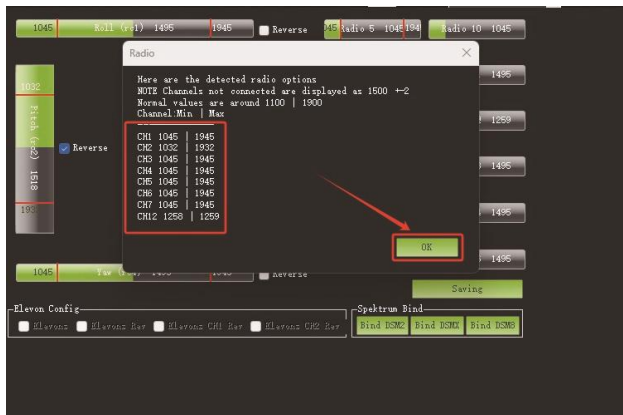 1045 Roll (rc1) 1495 1945
Reverse
Radio 5 1045
Radio 10 1045
Radio
Here are the detected radio options
NOTE Channels not connected are displayed as 1500 +-2
Normal values are around 1100 | 1900
Channel:Min | Max
CH1 1045 | 1945
CH2 1032 | 1932
CH3 1045 | 1945
CH4 1045 | 1945
CH5 1045 | 1945
CH6 1045 | 1945
CH7 1045 | 1945
CH12 1258 | 1259
OK
1032
Pitch (rc2) 1518
Reverse
1495
1259
1495
1495
1495
1045
Reverse
Saving
Elevon Config
Elevons
Elevons Rev
Elevons CH1 Rev
Elevons CH2 Rev
Spektrum Bind
Bind DSM2
Bind DSMX
Bind DSM8